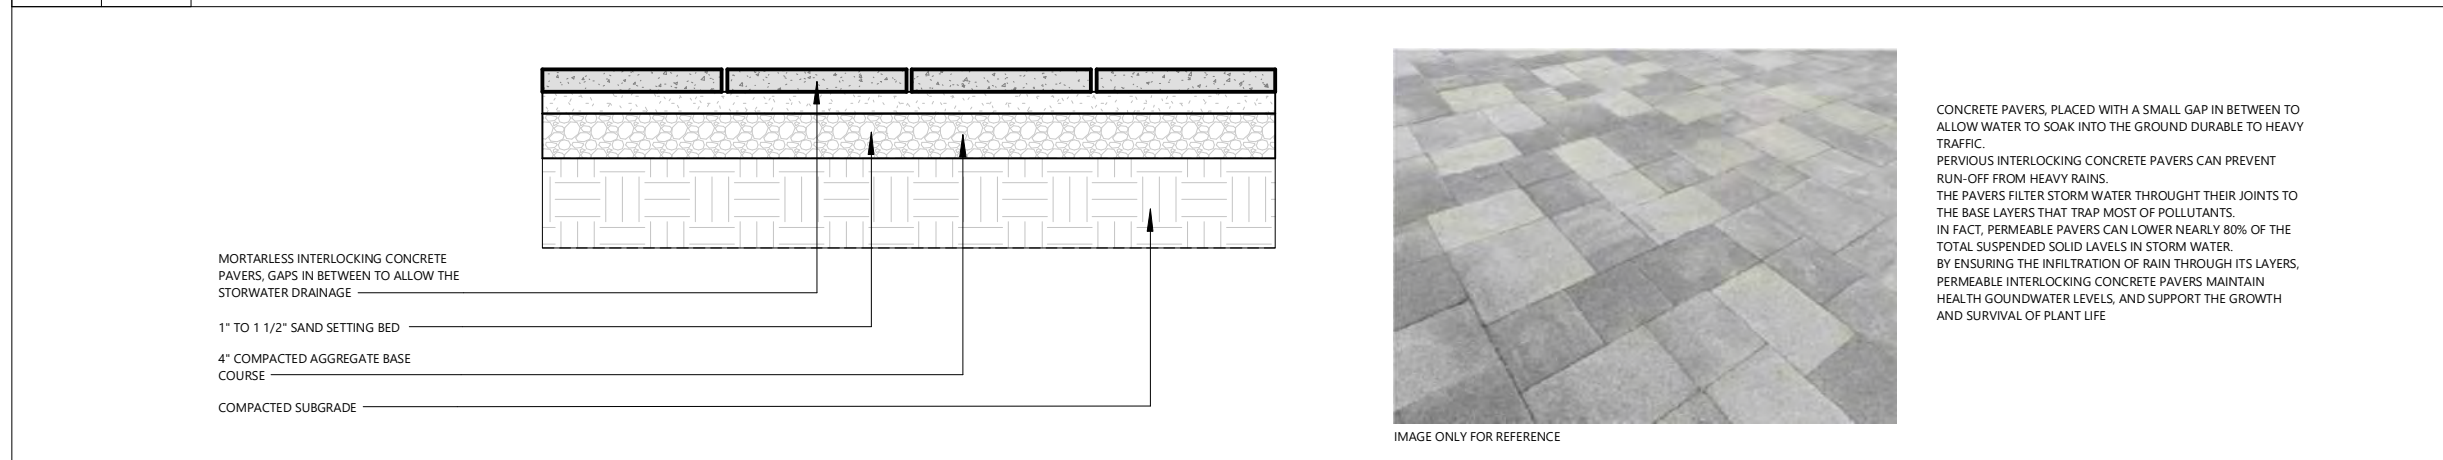 MORTARLESS INTERLOCKING CONCRETE
PAVERS, GAPS IN BETWEEN TO ALLOW THE
STORWATER DRAINAGE
1" TO 1 1/2" SAND SETTING BED
4" COMPACTED AGGREGATE BASE
COURSE
COMPACTED SUBGRADE
IMAGE ONLY FOR REFERENCE
CONCRETE PAVERS, PLACED WITH A SMALL GAP IN BETWEEN TO
ALLOW WATER TO SOAK INTO THE GROUND DURABLE TO HEAVY
TRAFFIC.
PERVIOUS INTERLOCKING CONCRETE PAVERS CAN PREVENT
RUN-OFF FROM HEAVY RAINS.
THE PAVERS FILTER STORM WATER THROUGHT THEIR JOINTS TO
THE BASE LAYERS THAT TRAP MOST OF POLLUTANTS.
IN FACT, PERMEABLE PAVERS CAN LOWER NEARLY 80% OF THE
TOTAL SUSPENDED SOLID LAVELS IN STORM WATER.
BY ENSURING THE INFILTRATION OF RAIN THROUGH ITS LAYERS,
PERMEABLE INTERLOCKING CONCRETE PAVERS MAINTAIN
HEALTH GOUNDWATER LEVELS, AND SUPPORT THE GROWTH
AND SURVIVAL OF PLANT LIFE